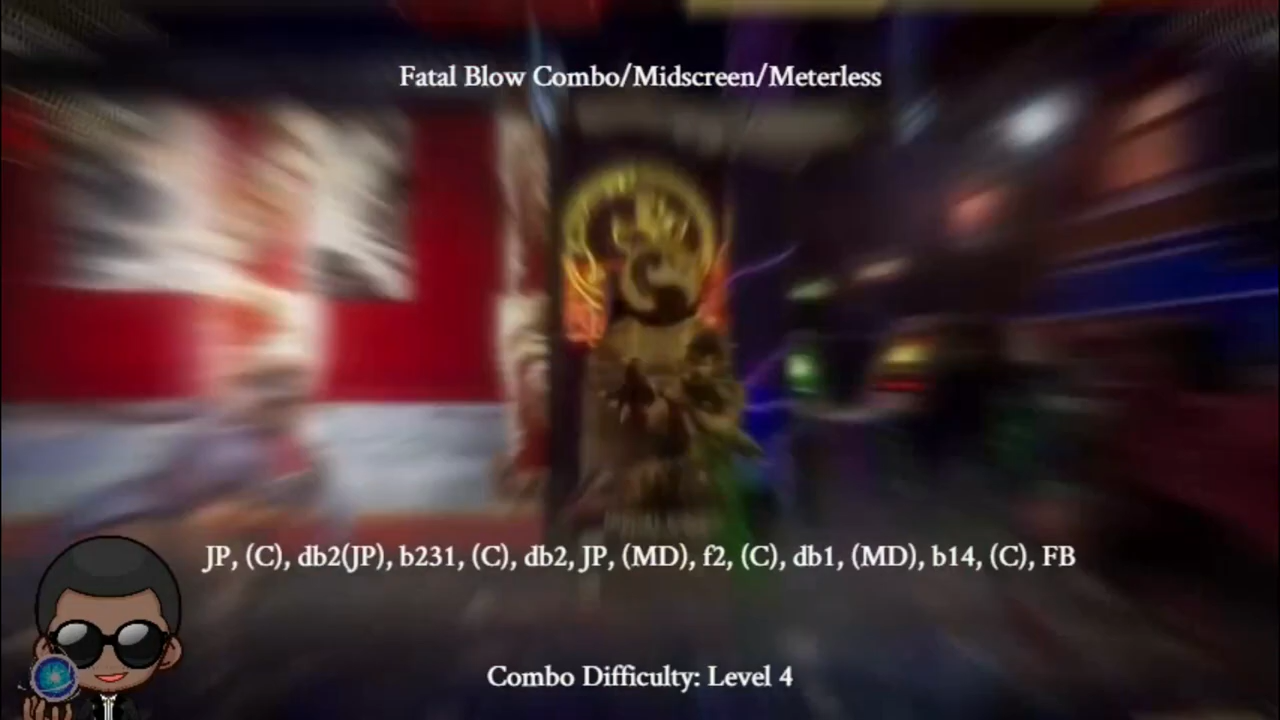 Fatal Blow Combo/Midscreen/Meterless
JP, (C), db2(JP), b231, (C), db2, JP, (MD), f2, (C), db1, (MD), b14, (C), FB
Combo Difficulty: Level 4